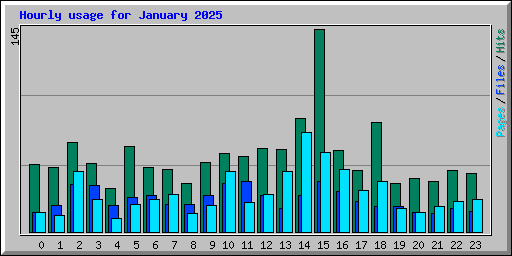 Hourly usage for January 2025
145
Pages/Files/Hits
0 1 2 3 4 5 6 7 8 9 10 11 12 13 14 15 16 17 18 19 20 21 22 23